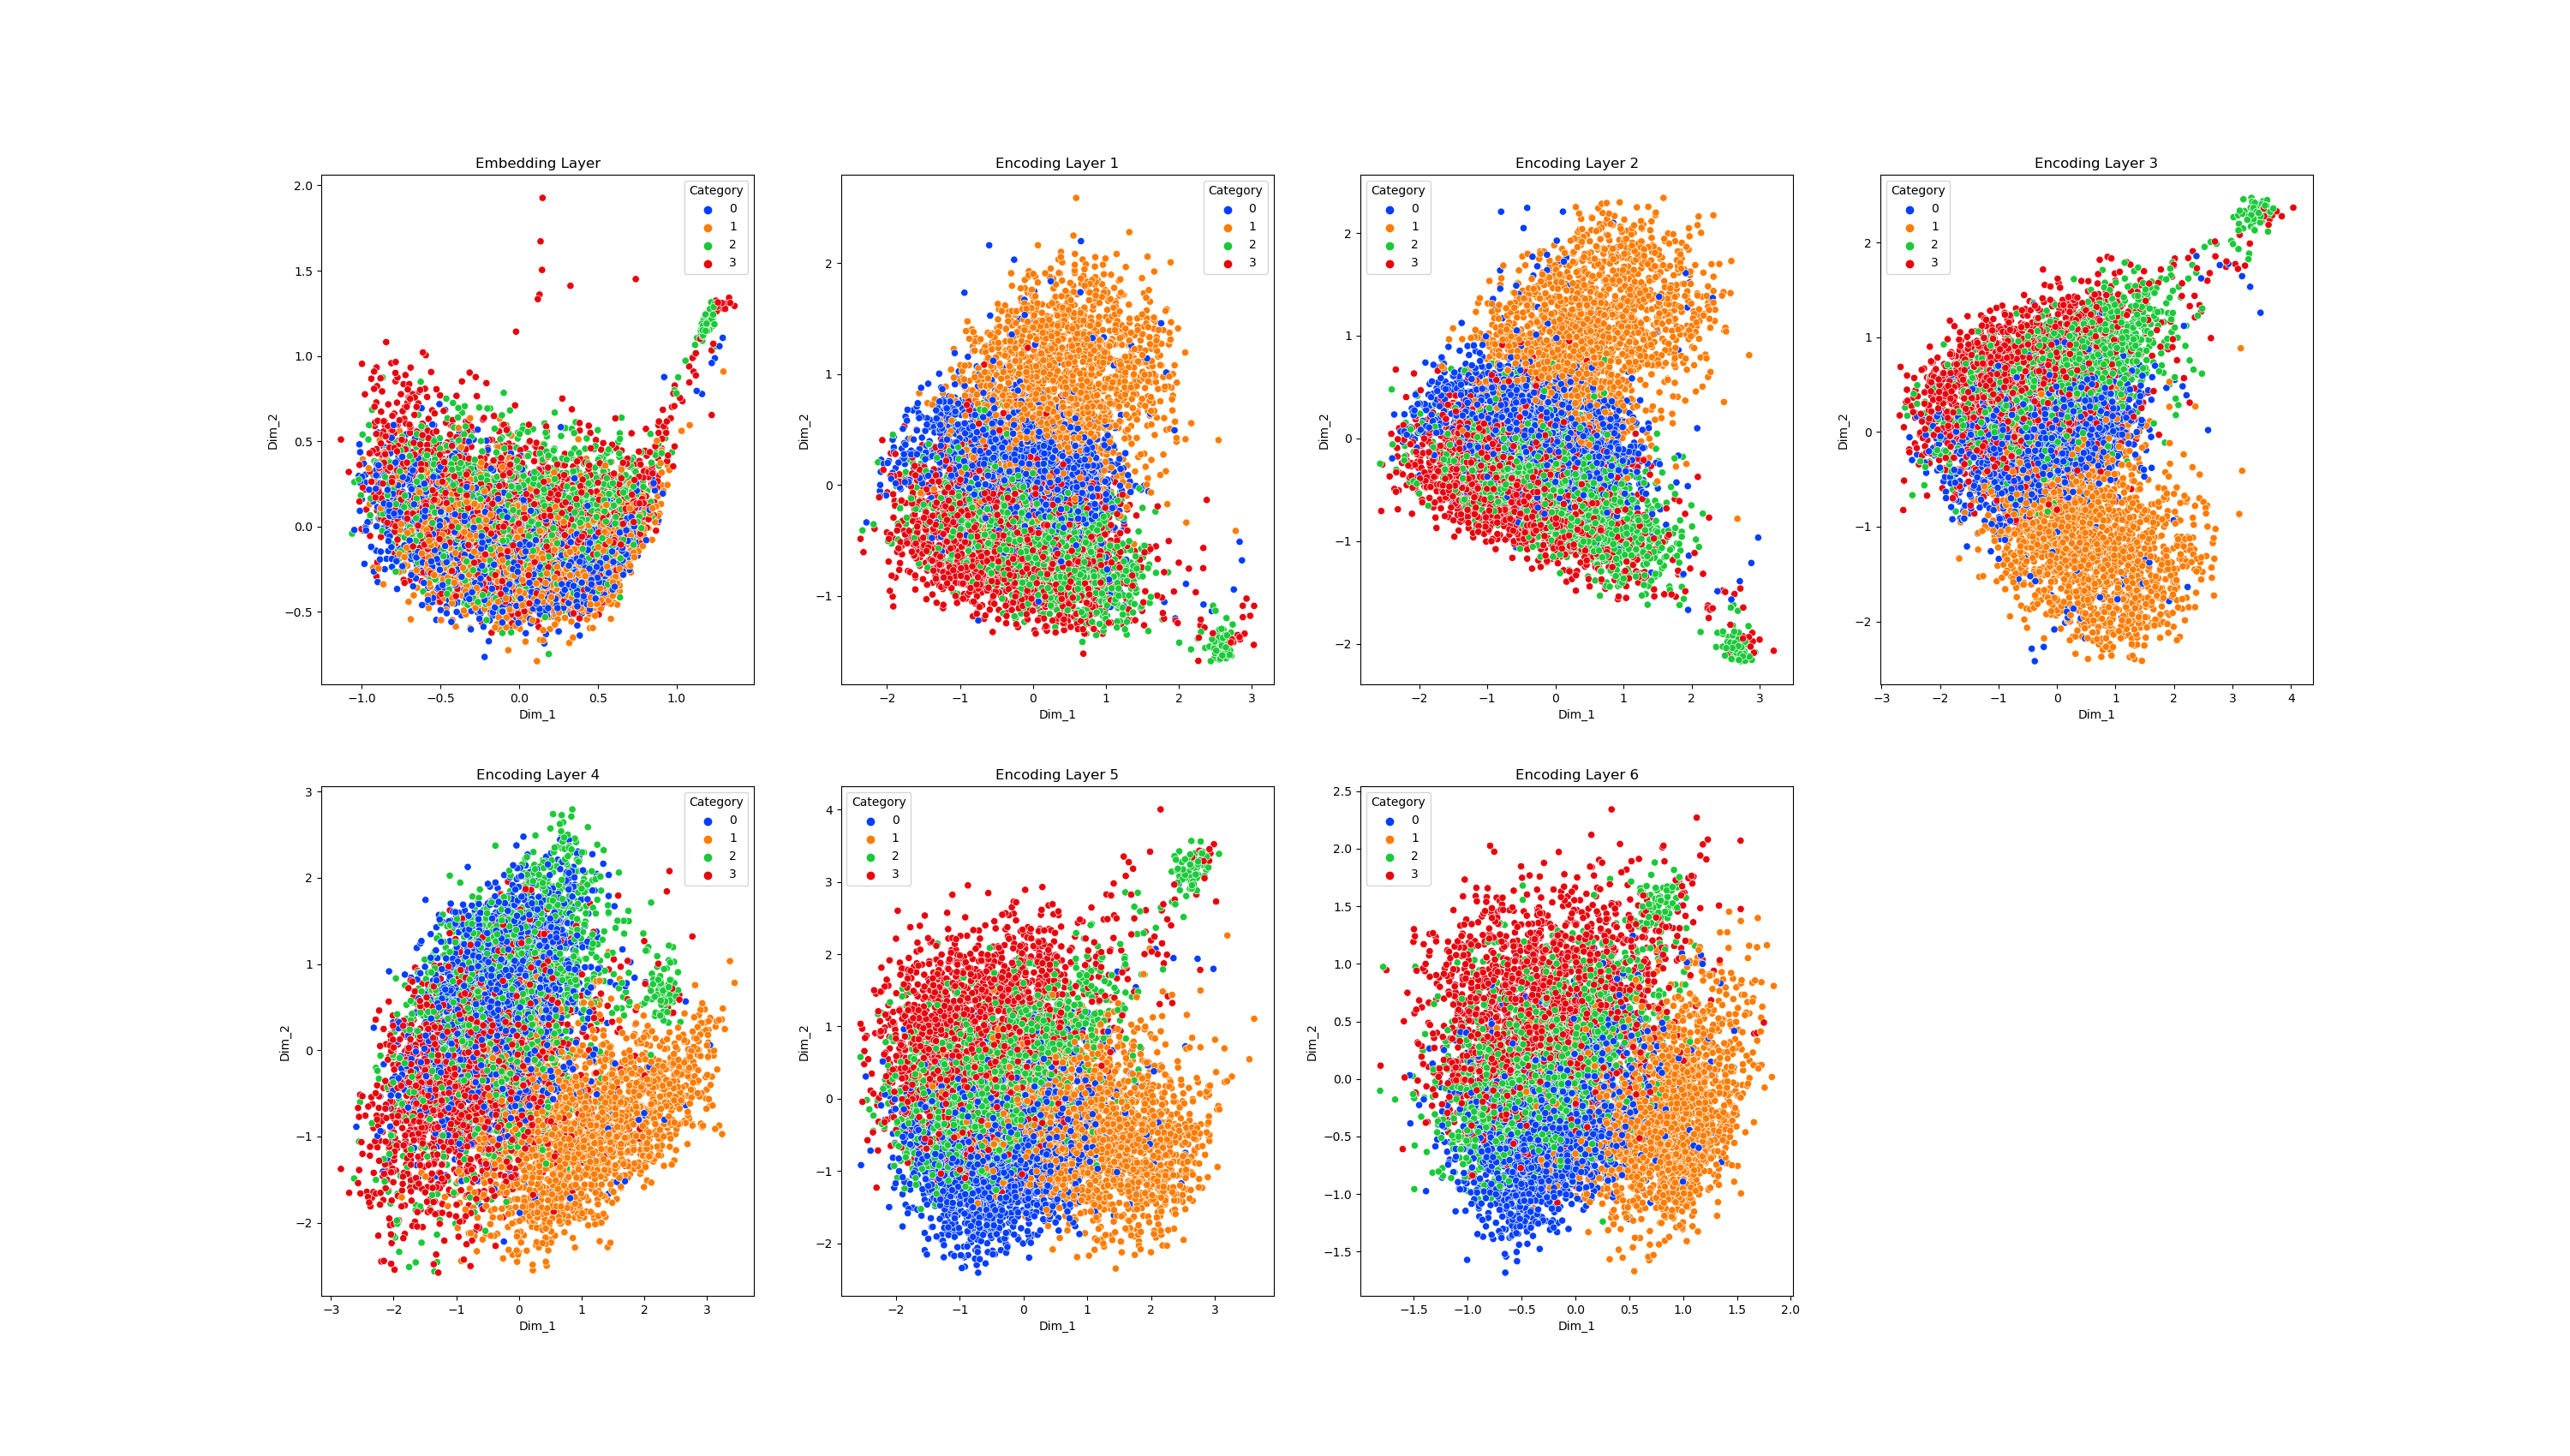 Embedding Layer
Category
0
1
2
3
2.0
1.5
1.0
0.5
0.0
−0.5
Dim_2
−1.0 −0.5 0.0 0.5 1.0
Dim_1
Encoding Layer 1
Category
0
1
2
3
2
1
0
−1
Dim_2
−2 −1 0 1 2 3
Dim_1
Encoding Layer 2
Category
0
1
2
3
2
1
0
−1
−2
Dim_2
−2 −1 0 1 2 3
Dim_1
Encoding Layer 3
Category
0
1
2
3
2
1
0
−1
−2
Dim_2
−3 −2 −1 0 1 2 3 4
Dim_1
Encoding Layer 4
Category
0
1
2
3
3
2
1
0
−1
−2
Dim_2
−3 −2 −1 0 1 2 3
Dim_1
Encoding Layer 5
Category
0
1
2
3
4
3
2
1
0
−1
−2
Dim_2
−2 −1 0 1 2 3
Dim_1
Encoding Layer 6
Category
0
1
2
3
2.5
2.0
1.5
1.0
0.5
0.0
−0.5
−1.0
−1.5
Dim_2
−1.5 −1.0 −0.5 0.0 0.5 1.0 1.5 2.0
Dim_1